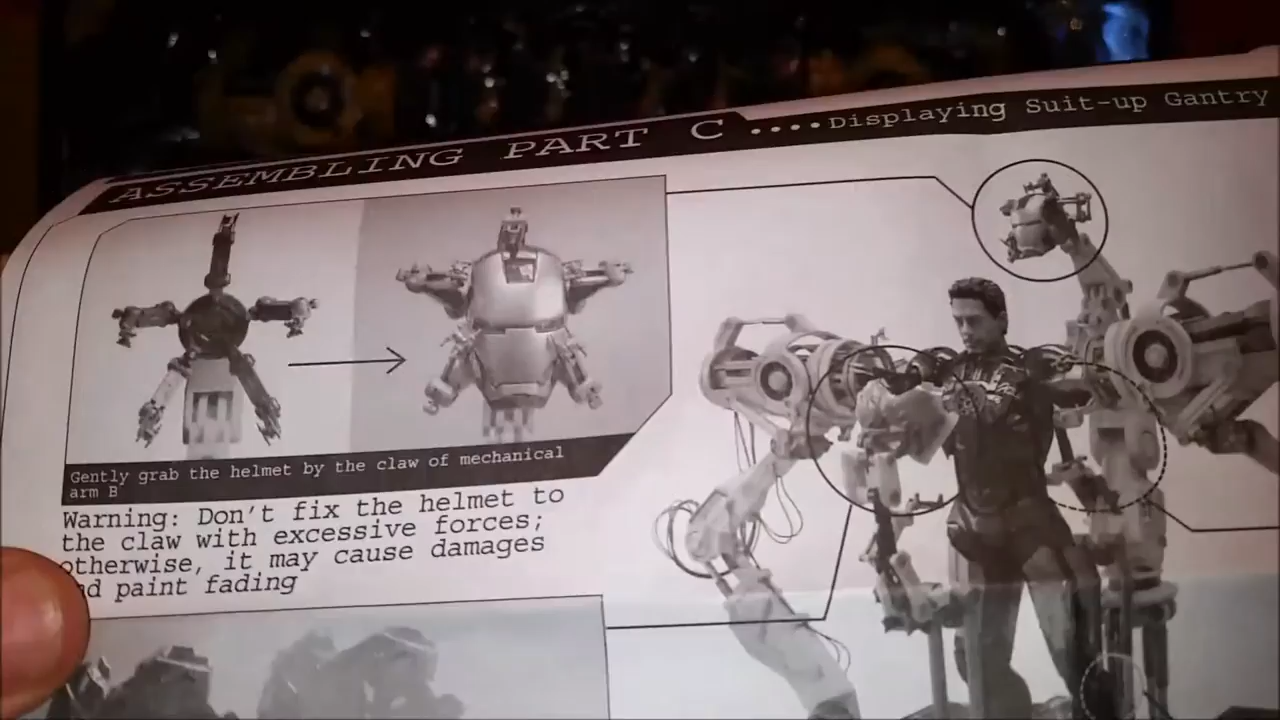 ASSEMBLING PART C ....Displaying Suit-up Gantry
Gently grab the helmet by the claw of mechanical
arm B
Warning: Don't fix the helmet to
the claw with excessive forces;
otherwise, it may cause damages
nd paint fading